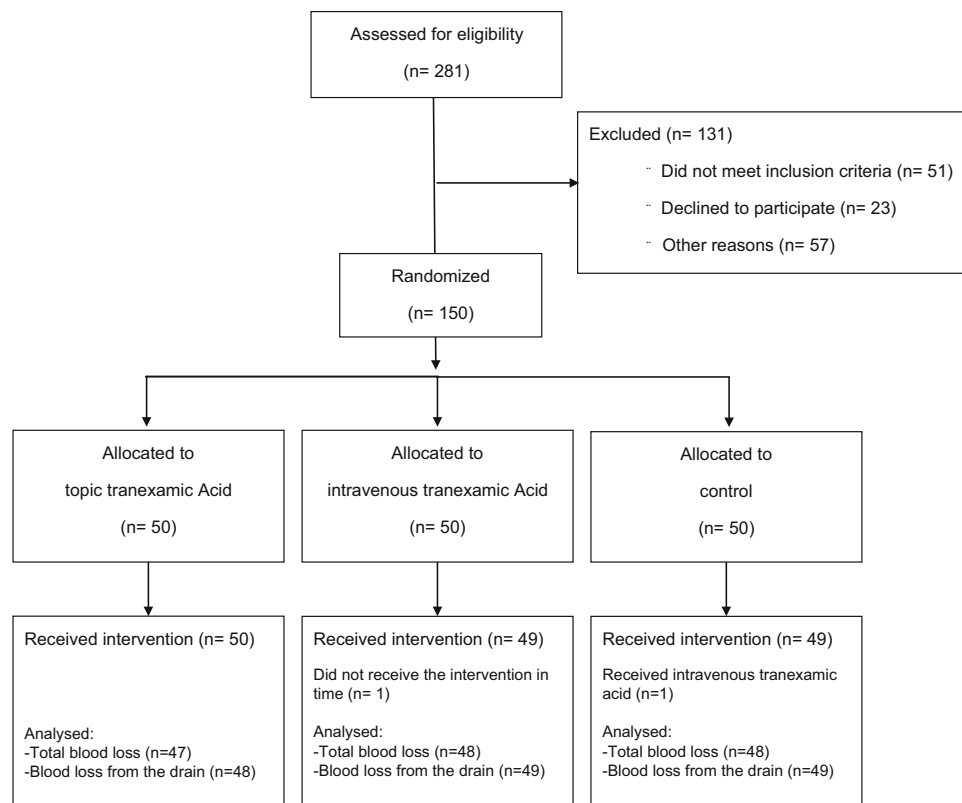 Assessed for eligibility
(n= 281)
Excluded (n= 131)
¨ Did not meet inclusion criteria (n= 51)
¨ Declined to participate (n= 23)
¨ Other reasons (n= 57)
Randomized
(n= 150)
Allocated to
topic tranexamic Acid
(n= 50)
Allocated to
intravenous tranexamic Acid
(n= 50)
Allocated to
control
(n= 50)
Received intervention (n= 50)
Analysed:
-Total blood loss (n=47)
-Blood loss from the drain (n=48)
Received intervention (n= 49)
Did not receive the intervention in
time (n= 1)
Analysed:
-Total blood loss (n=48)
-Blood loss from the drain (n=49)
Received intervention (n= 49)
Received intravenous tranexamic
acid (n=1)
Analysed:
-Total blood loss (n=48)
-Blood loss from the drain (n=49)